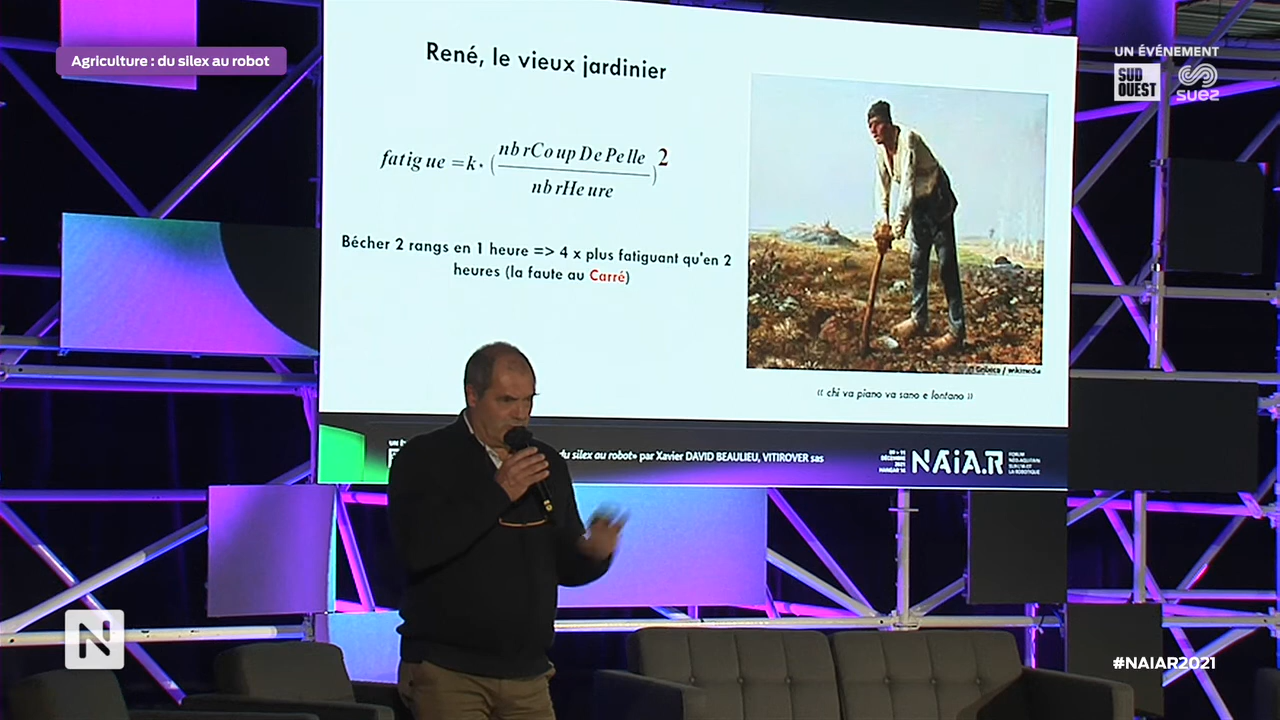 Agriculture : du silex au robot
UN ÉVÉNEMENT
SUD
OUEST
suez
René, le vieux jardinier
fatigue = k · (nbrCoupDePelle / nbrHeure)²
Bécher 2 rangs en 1 heure => 4 x plus fatiguant qu'en 2
heures (la faute au Carré)
« chi va piano va sano e lontano »
du silex au robot» par Xavier DAVID BEAULIEU, VITIROVER sas
NAIA.R
N
#NAIAR2021